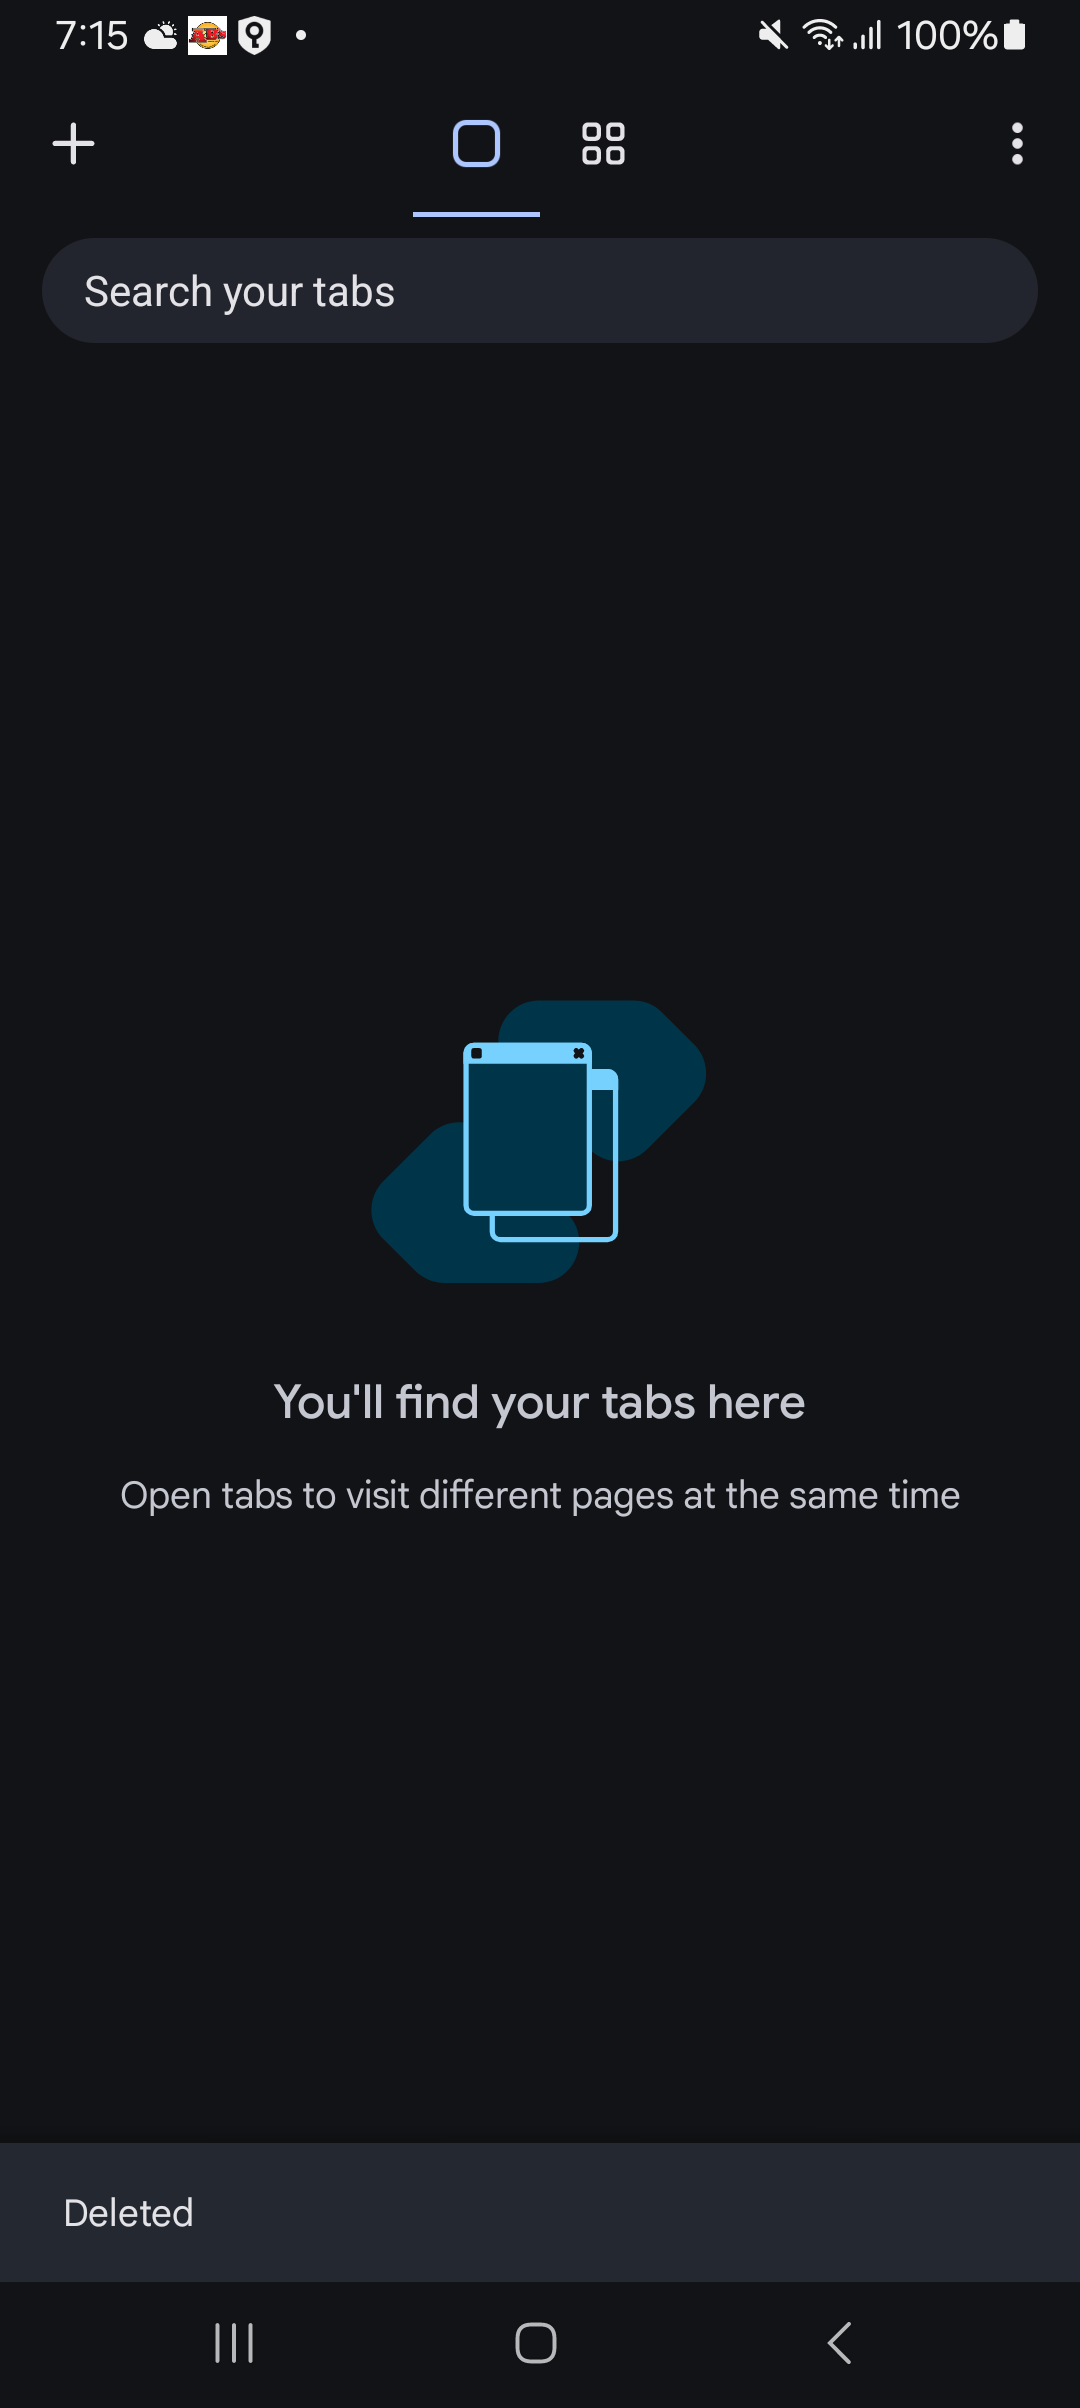 7:15 100%
Search your tabs
You'll find your tabs here
Open tabs to visit different pages at the same time
Deleted